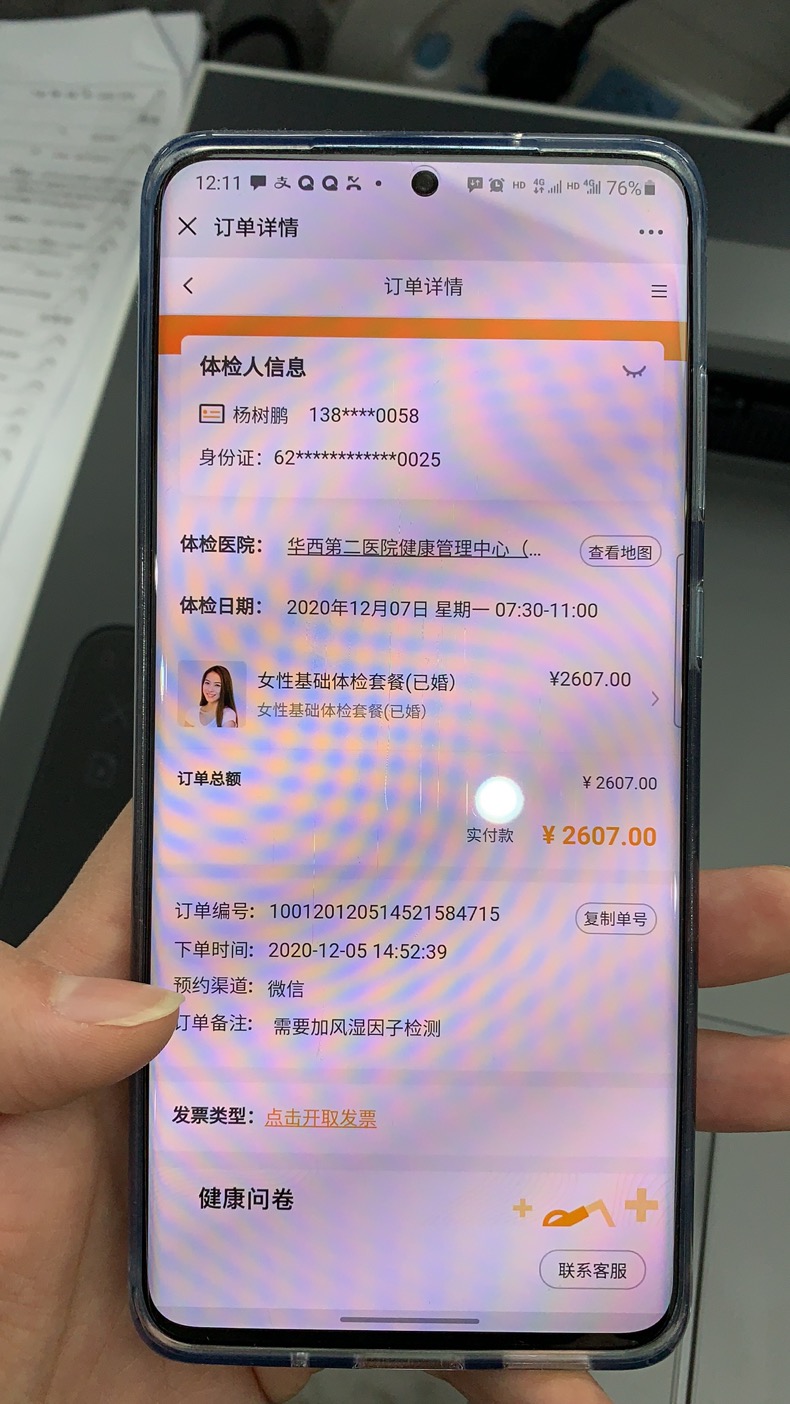 12:11 HD 4G HD 4G 76%
订单详情
订单详情
体检人信息
杨树鹏 138****0058
身份证：62************0025
体检医院： 华西第二医院健康管理中心（... 查看地图
体检日期： 2020年12月07日 星期一 07:30-11:00
女性基础体检套餐(已婚） ¥2607.00
女性基础体检套餐(已婚）
订单总额 ¥ 2607.00
实付款 ¥ 2607.00
订单编号： 100120120514521584715 复制单号
下单时间： 2020-12-05 14:52:39
预约渠道： 微信
订单备注： 需要加风湿因子检测
发票类型： 点击开取发票
健康问卷
联系客服